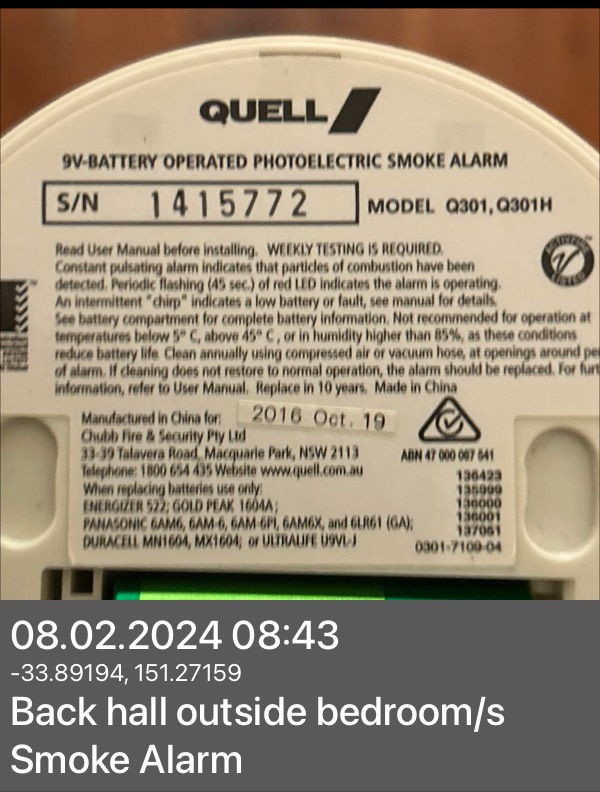 QUELL
9V-BATTERY OPERATED PHOTOELECTRIC SMOKE ALARM
S/N 1415772 MODEL Q301, Q301H
Read User Manual before installing. WEEKLY TESTING IS REQUIRED.
Constant pulsating alarm indicates that particles of combustion have been
detected. Periodic flashing (45 sec.) of red LED indicates the alarm is operating.
An intermittent "chirp" indicates a low battery or fault, see manual for details.
See battery compartment for complete battery information. Not recommended for operation at
temperatures below 5° C, above 45° C, or in humidity higher than 85%, as these conditions
reduce battery life. Clean annually using compressed air or vacuum hose, at openings around
of alarm. If cleaning does not restore to normal operation, the alarm should be replaced. For
information, refer to User Manual. Replace in 10 years. Made in China
Manufactured in China for: 2016 Oct. 19
Chubb Fire & Security Pty Ltd
33-39 Talavera Road, Macquarie Park, NSW 2113
ABN 47 000 067 541
Telephone: 1800 654 435 Website www.quell.com.au
When replacing batteries use only:
ENERGIZER 522; GOLD PEAK 1604A;
PANASONIC 6AM6, 6AM-6, 6AM-6PI, 6AM6X, and 6LR61 (GA);
DURACELL MN1604, MX1604; or ULTRALIFE U9VL-J
136423
135999
136000
136001
137061
0301-7109-04
08.02.2024 08:43
-33.89194, 151.27159
Back hall outside bedroom/s
Smoke Alarm